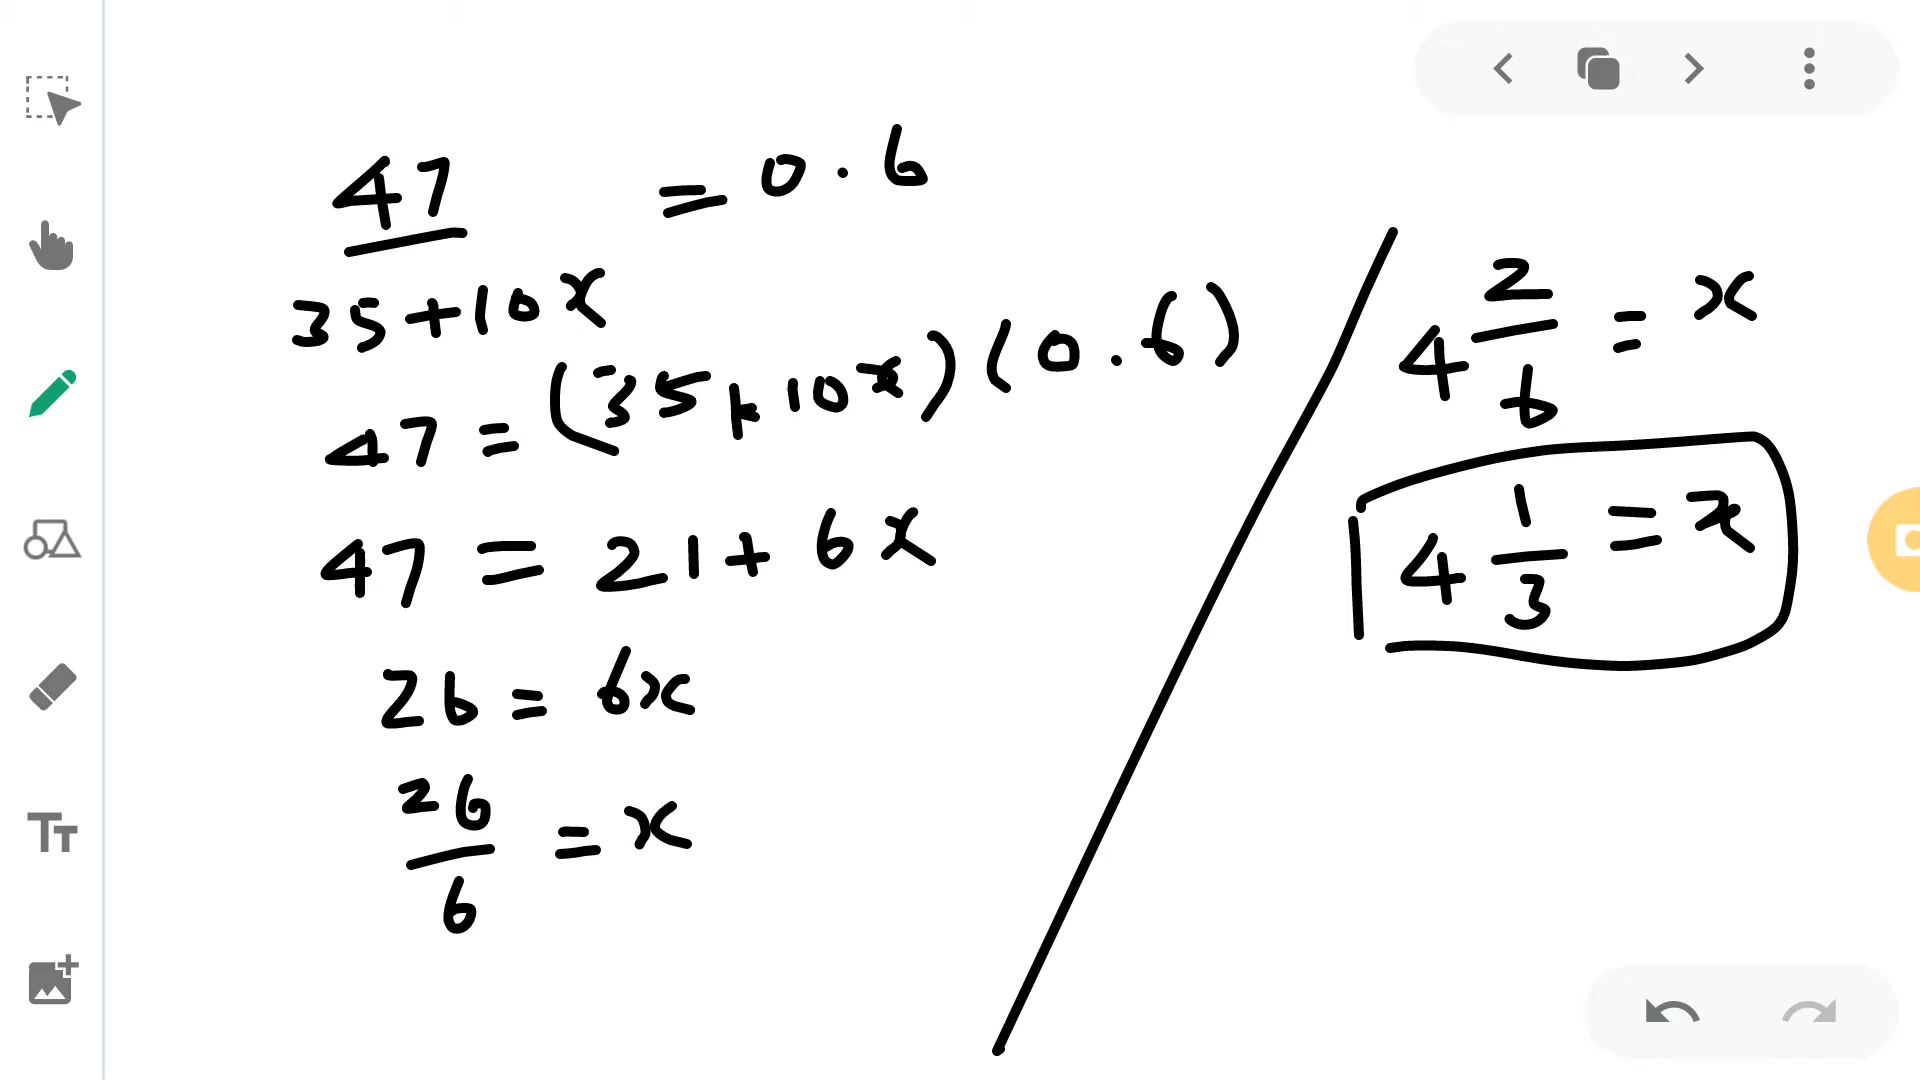 47/(35+10x) = 0.6
47 = (35+10x)(0.6)
47 = 21+6x
26 = 6x
26/6 = x
4 2/6 = x
4 1/3 = x
TT